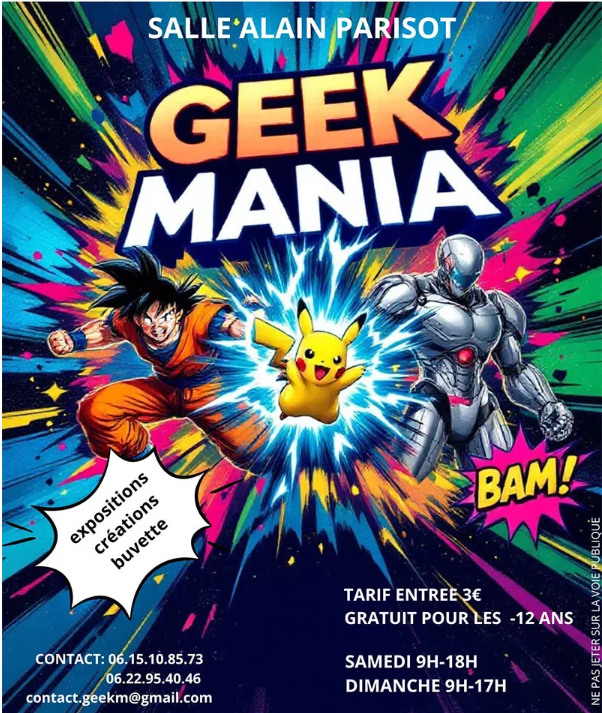 SALLE ALAIN PARISOT
GEEK
MANIA
BAM!
expositions
créations
buvette
TARIF ENTREE 3€
GRATUIT POUR LES -12 ANS
SAMEDI 9H-18H
DIMANCHE 9H-17H
CONTACT: 06.15.10.85.73
06.22.95.40.46
contact.geekm@gmail.com
NE PAS JETER SUR LA VOIE PUBLIQUE